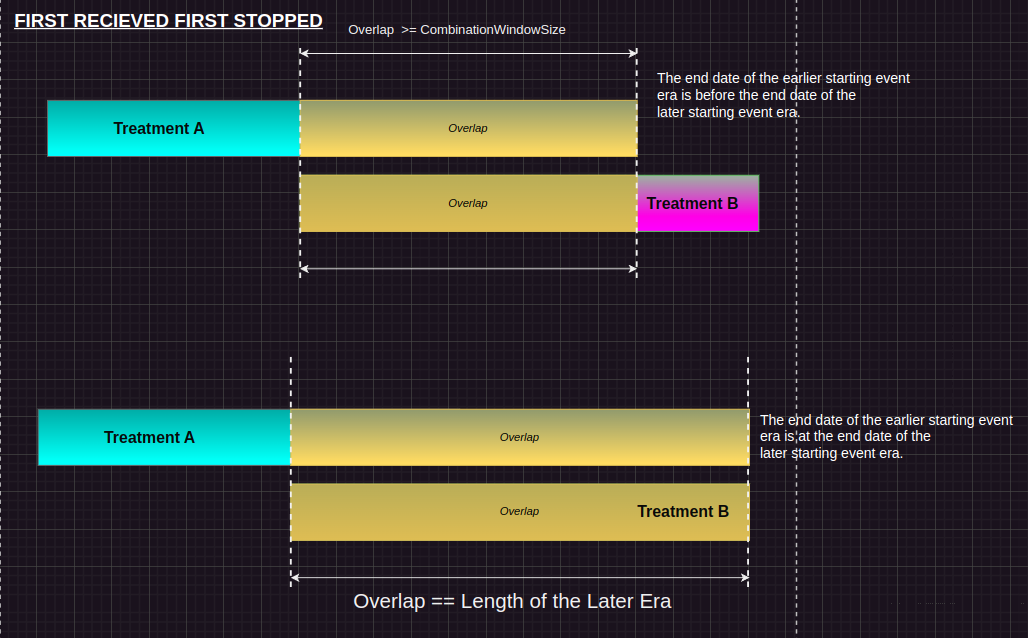 FIRST RECIEVED FIRST STOPPED
Overlap >= CombinationWindowSize
The end date of the earlier starting event
era is before the end date of the
later starting event era.
Treatment A
Overlap
Overlap
Treatment B
Treatment A
Overlap
The end date of the earlier starting event
era is at the end date of the
later starting event era.
Overlap
Treatment B
Overlap == Length of the Later Era